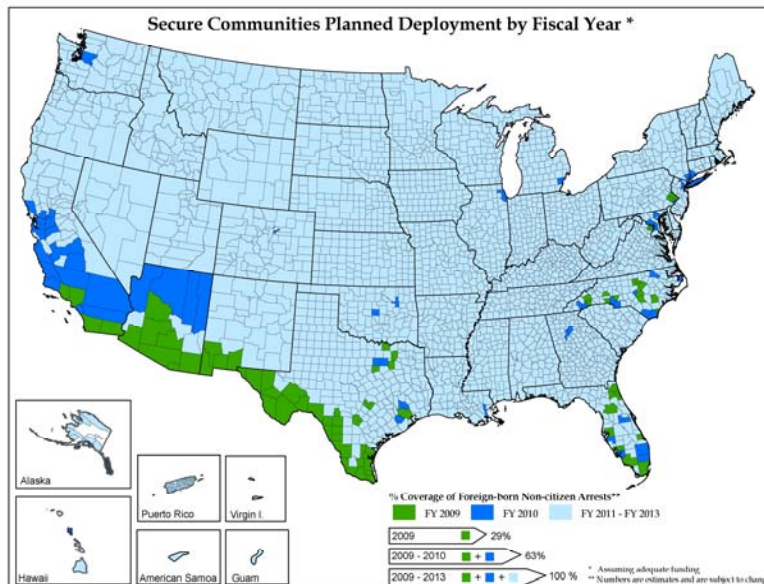 Secure Communities Planned Deployment by Fiscal Year *
Alaska
Puerto Rico
Virgin I.
Hawaii
American Samoa
Guam
% Coverage of Foreign-born Non-citizen Arrests**
FY 2009
FY 2010
FY 2011 - FY 2013
2009
29%
2009 - 2010
+
63%
2009 - 2013
+
+
100 %
* Assuming adequate funding
** Numbers are estimates and are subject to chang